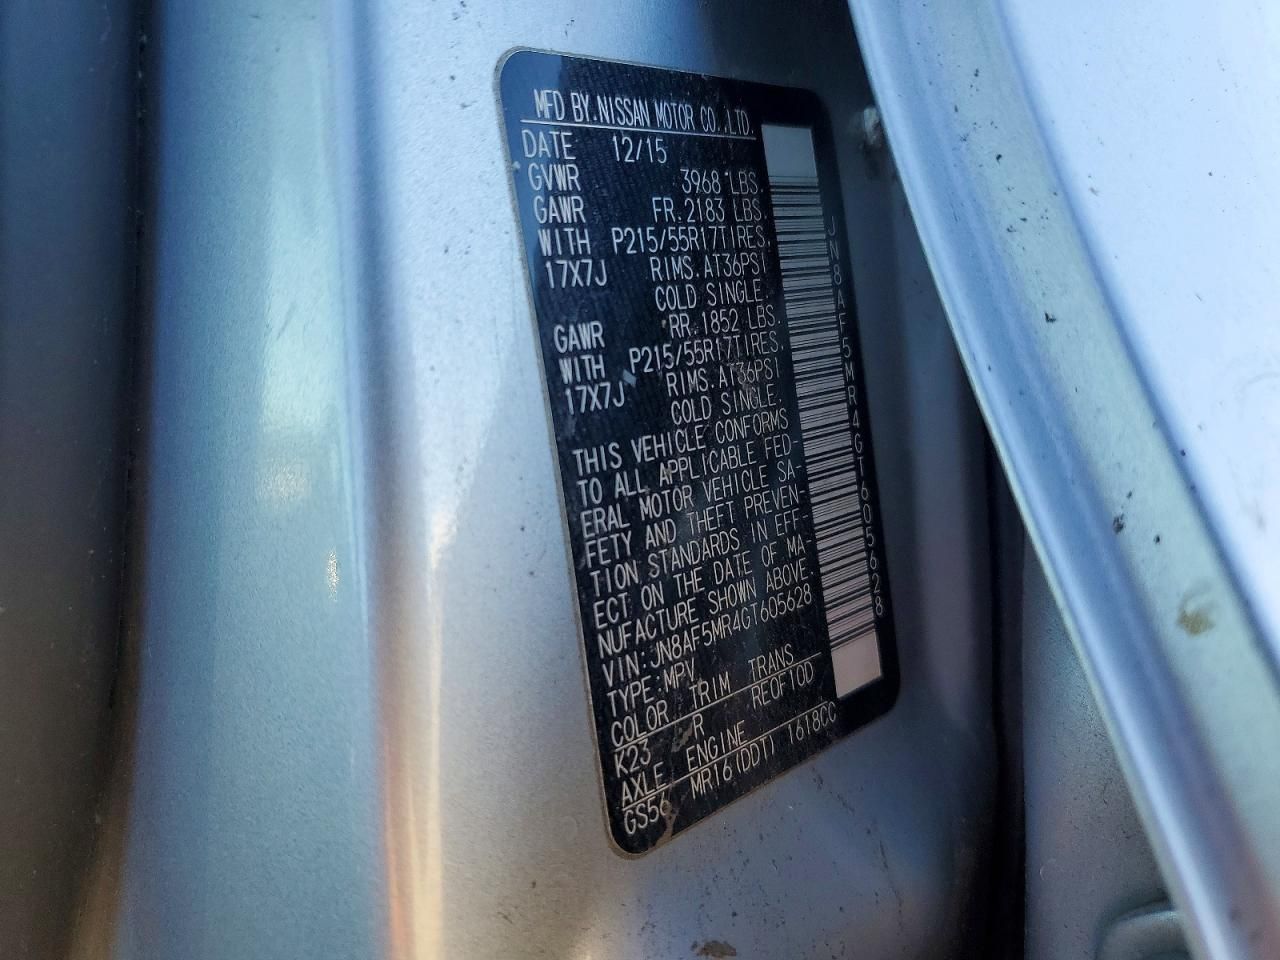 MFD BY.NISSAN MOTOR CO.,LTD.
DATE 12/15
GVWR 3968 LBS.
GAWR FR.2183 LBS.
WITH P215/55R17TIRES.
17X7J RIMS.AT36PSI
COLD SINGLE.
GAWR RR.1852 LBS.
WITH P215/55R17TIRES.
17X7J RIMS.AT36PSI
COLD SINGLE.
THIS VEHICLE CONFORMS
TO ALL APPLICABLE FED-
ERAL MOTOR VEHICLE SA-
FETY AND THEFT PREVEN-
TION STANDARDS IN EFF-
ECT ON THE DATE OF MA-
NUFACTURE SHOWN ABOVE.
VIN:JN8AF5MR4GT605628
TYPE:MPV
COLOR TRIM TRANS
K23 R RE0F10D
AXLE ENGINE
GS56 MR16(DDT) 1618CC
JN8AF5MR4GT605628